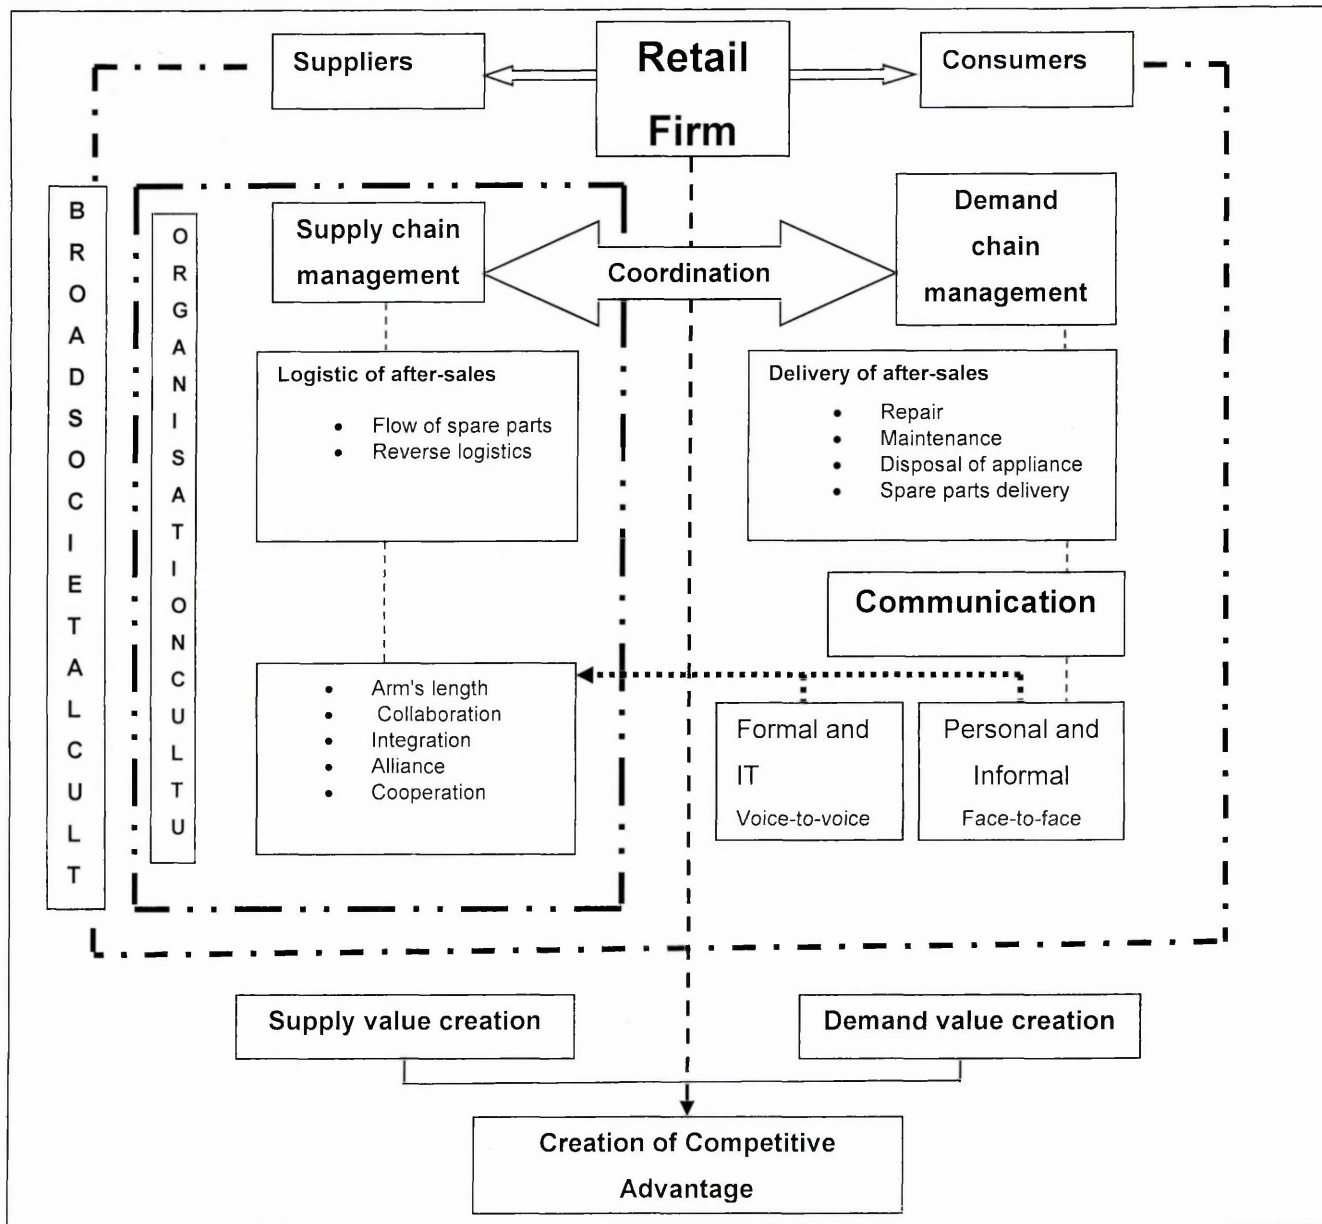 Suppliers
Retail
Firm
Consumers
BROADSOCIETALCULT
ORGANISATIONCULTU
Supply chain
management
Coordination
Demand
chain
management
Logistic of after-sales
• Flow of spare parts
• Reverse logistics
Delivery of after-sales
• Repair
• Maintenance
• Disposal of appliance
• Spare parts delivery
Communication
• Arm's length
• Collaboration
• Integration
• Alliance
• Cooperation
Formal and
IT
Voice-to-voice
Personal and
Informal
Face-to-face
Supply value creation
Demand value creation
Creation of Competitive
Advantage